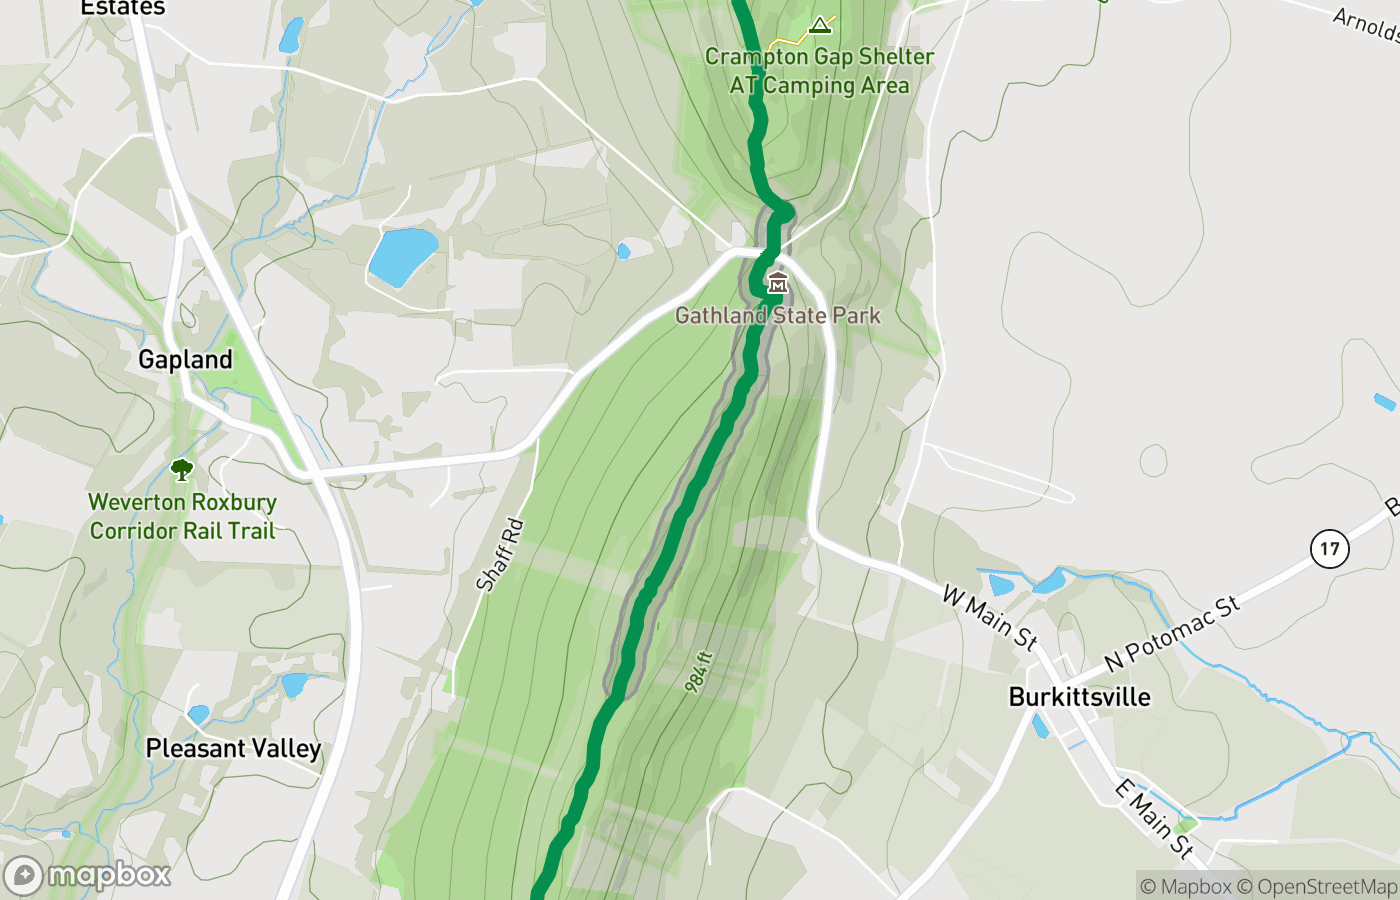 Estates
Arnolds
Crampton Gap Shelter
AT Camping Area
Gathland State Park
Gapland
Weverton Roxbury
Corridor Rail Trail
Shaff Rd
17
W Main St
N Potomac St
984 ft
Burkittsville
Pleasant Valley
E Main St
mapbox
© Mapbox © OpenStreetMap